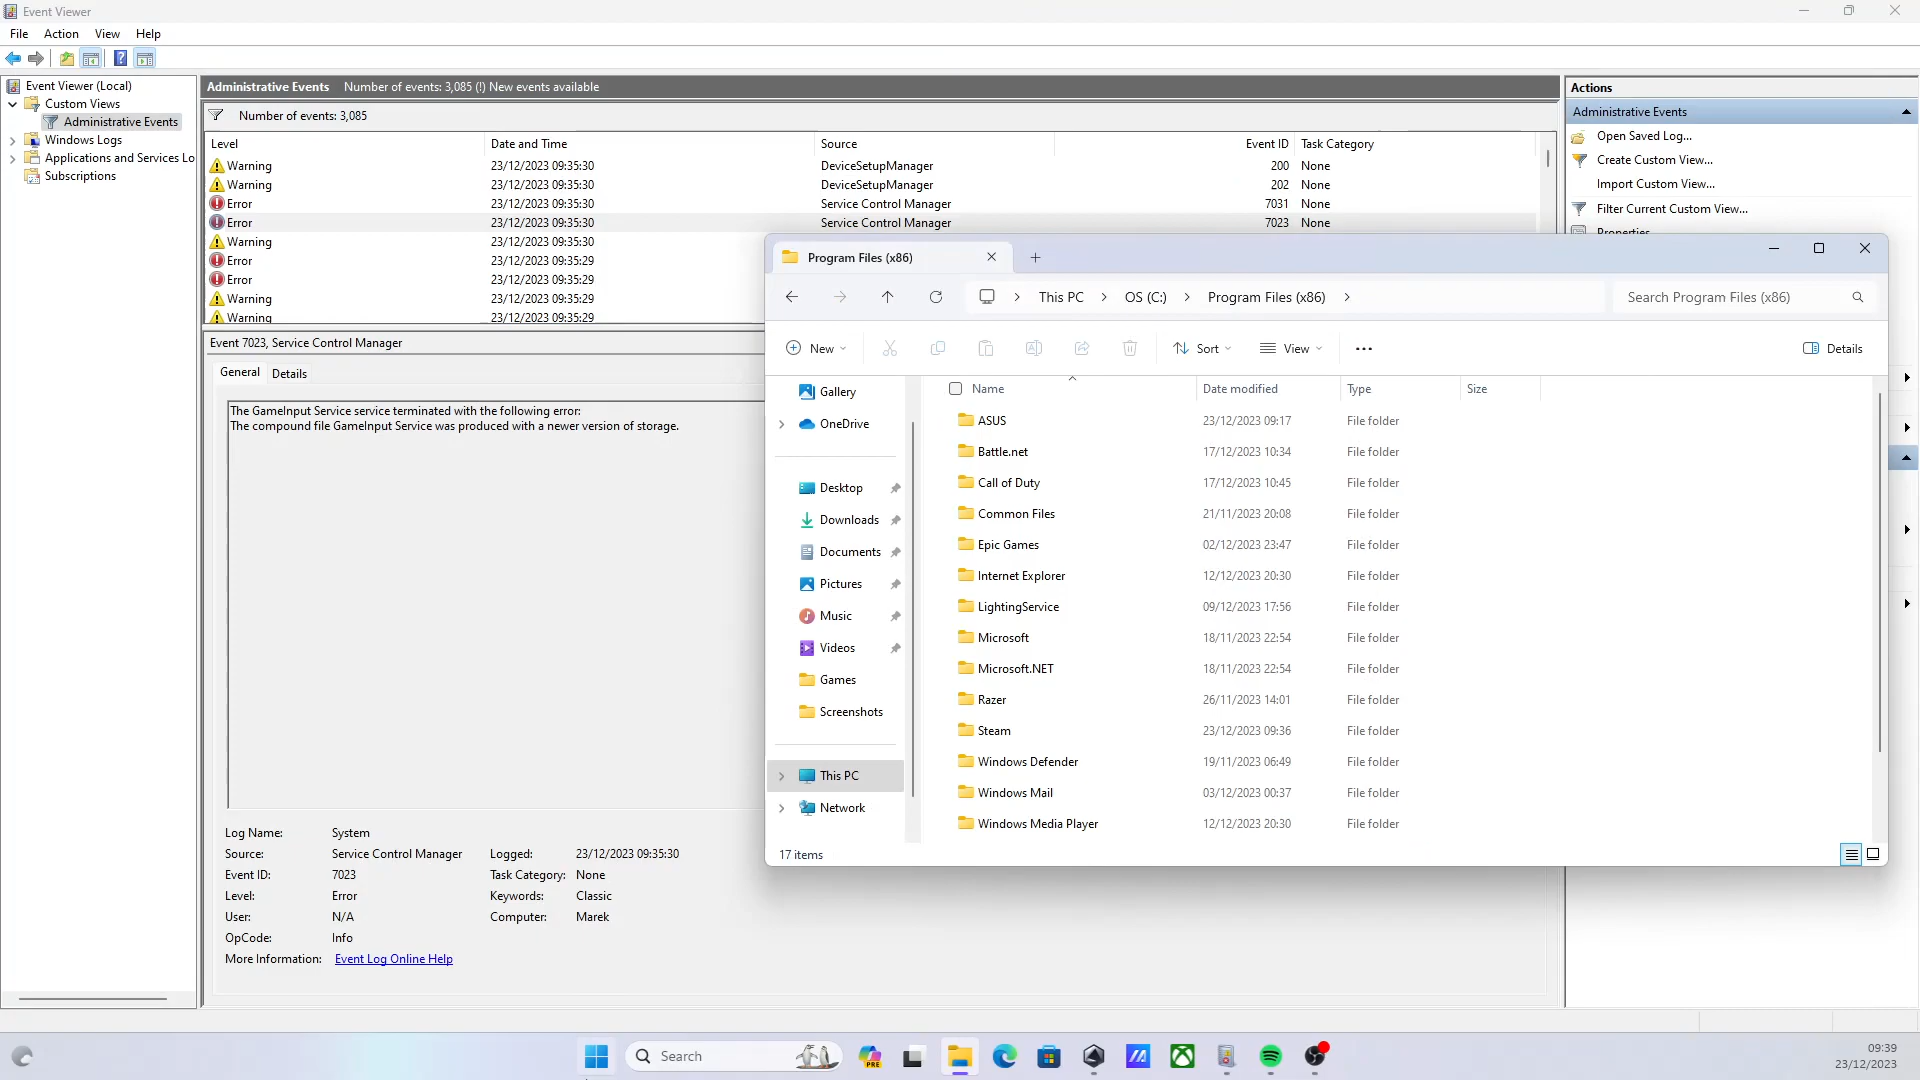 Event Viewer
File Action View Help
Event Viewer (Local)
Custom Views
Administrative Events
Windows Logs
Applications and Services Lo
Subscriptions
Administrative Events Number of events: 3,085 (!) New events available
Number of events: 3,085
Level Date and Time Source Event ID Task Category
Warning 23/12/2023 09:35:30 DeviceSetupManager 200 None
Warning 23/12/2023 09:35:30 DeviceSetupManager 202 None
Error 23/12/2023 09:35:30 Service Control Manager 7031 None
Error 23/12/2023 09:35:30 Service Control Manager 7023 None
Warning 23/12/2023 09:35:30
Error 23/12/2023 09:35:29
Error 23/12/2023 09:35:29
Warning 23/12/2023 09:35:29
Warning 23/12/2023 09:35:29
Event 7023, Service Control Manager
General Details
The GameInput Service service terminated with the following error:
The compound file GameInput Service was produced with a newer version of storage.
Log Name: System
Source: Service Control Manager Logged: 23/12/2023 09:35:30
Event ID: 7023 Task Category: None
Level: Error Keywords: Classic
User: N/A Computer: Marek
OpCode: Info
More Information: Event Log Online Help
Actions
Administrative Events
Open Saved Log...
Create Custom View...
Import Custom View...
Filter Current Custom View...
Properties
Program Files (x86)
This PC OS (C:) Program Files (x86)
Search Program Files (x86)
New Sort View Details
Gallery
OneDrive
Desktop
Downloads
Documents
Pictures
Music
Videos
Games
Screenshots
This PC
Network
Name Date modified Type Size
ASUS 23/12/2023 09:17 File folder
Battle.net 17/12/2023 10:34 File folder
Call of Duty 17/12/2023 10:45 File folder
Common Files 21/11/2023 20:08 File folder
Epic Games 02/12/2023 23:47 File folder
Internet Explorer 12/12/2023 20:30 File folder
LightingService 09/12/2023 17:56 File folder
Microsoft 18/11/2023 22:54 File folder
Microsoft.NET 18/11/2023 22:54 File folder
Razer 26/11/2023 14:01 File folder
Steam 23/12/2023 09:36 File folder
Windows Defender 19/11/2023 06:49 File folder
Windows Mail 03/12/2023 00:37 File folder
Windows Media Player 12/12/2023 20:30 File folder
17 items
Search
PRE
09:39
23/12/2023